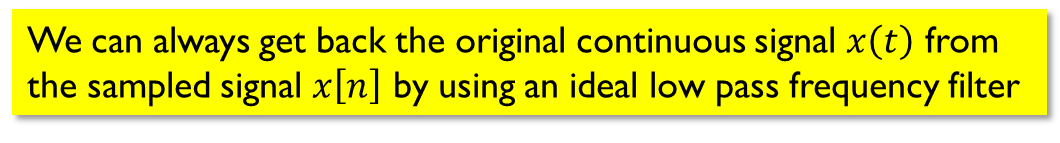 We can always get back the original continuous signal x(t) from
the sampled signal x[n] by using an ideal low pass frequency filter